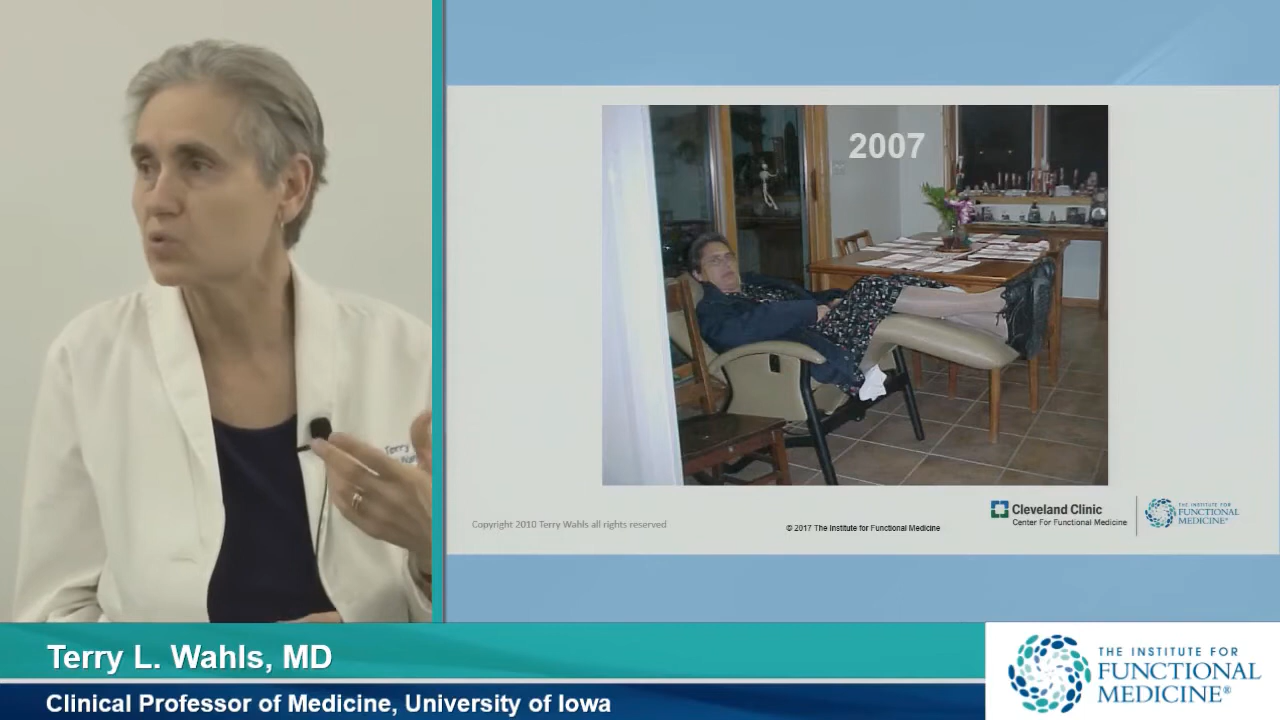 2007
Terry
Copyright 2010 Terry Wahls all rights reserved
© 2017 The Institute for Functional Medicine
Cleveland Clinic
Center For Functional Medicine
THE INSTITUTE FOR
FUNCTIONAL
MEDICINE®
Terry L. Wahls, MD
Clinical Professor of Medicine, University of Iowa
THE INSTITUTE FOR
FUNCTIONAL
MEDICINE®